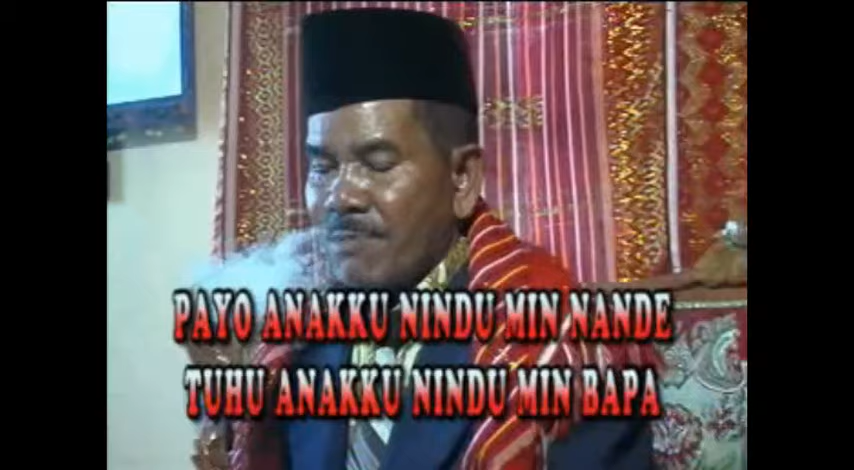 PAYO ANAKKU NINDU MIN NANDE
TUHU ANAKKU NINDU MIN BAPA